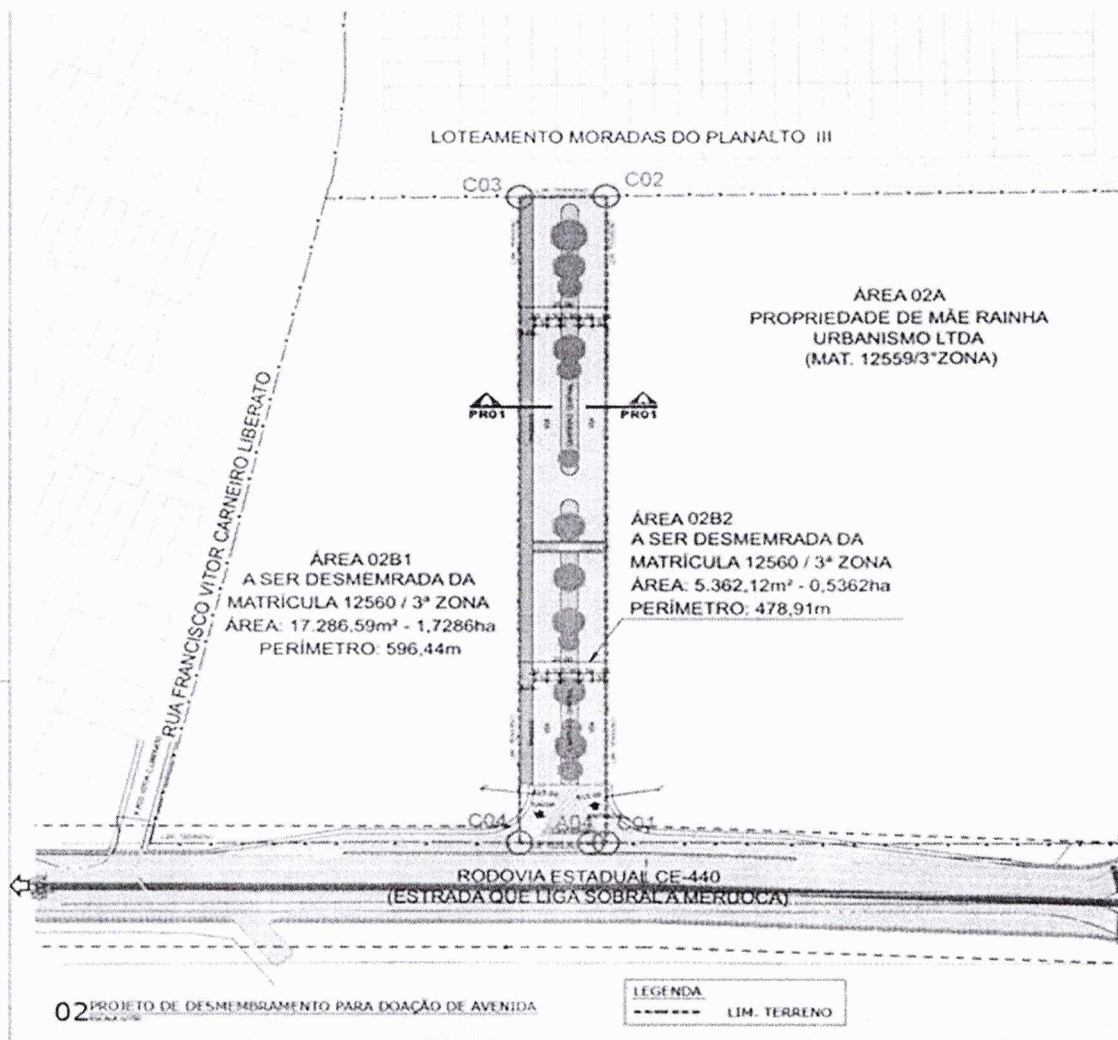 LOTEAMENTO MORADAS DO PLANALTO III
C03
C02
ÁREA 02A
PROPRIEDADE DE MÃE RAINHA
URBANISMO LTDA
(MAT. 12559/3ªZONA)
RUA FRANCISCO VITOR CARNEIRO LIBERATO
PR01
PR01
ÁREA 02B1
A SER DESMEMRADA DA
MATRÍCULA 12560 / 3ª ZONA
ÁREA: 17.286,59m² - 1,7286ha
PERÍMETRO: 596,44m
ÁREA 02B2
A SER DESMEMRADA DA
MATRÍCULA 12560 / 3ª ZONA
ÁREA: 5.362,12m² - 0,5362ha
PERÍMETRO: 478,91m
C04
A04
C01
RODOVIA ESTADUAL CE-440
(ESTRADA QUE LIGA SOBRAL A MERUOCA)
02 PROJETO DE DESMEMBRAMENTO PARA DOAÇÃO DE AVENIDA
LEGENDA
LIM. TERRENO